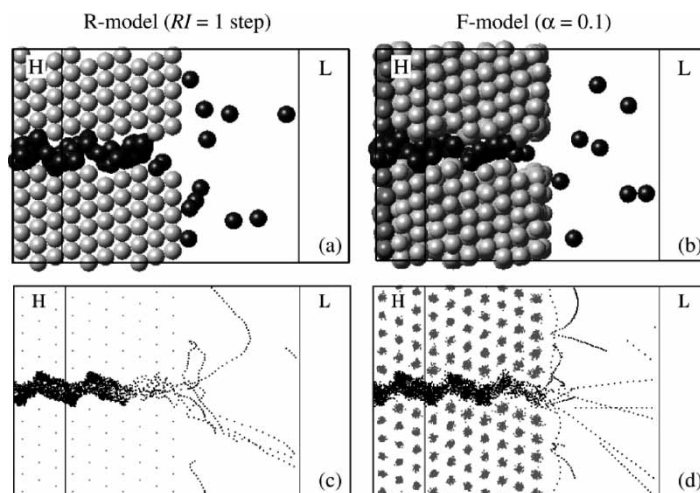 R-model (RI = 1 step)
F-model (α = 0.1)
H
L
(a)
H
L
(b)
H
L
(c)
H
L
(d)